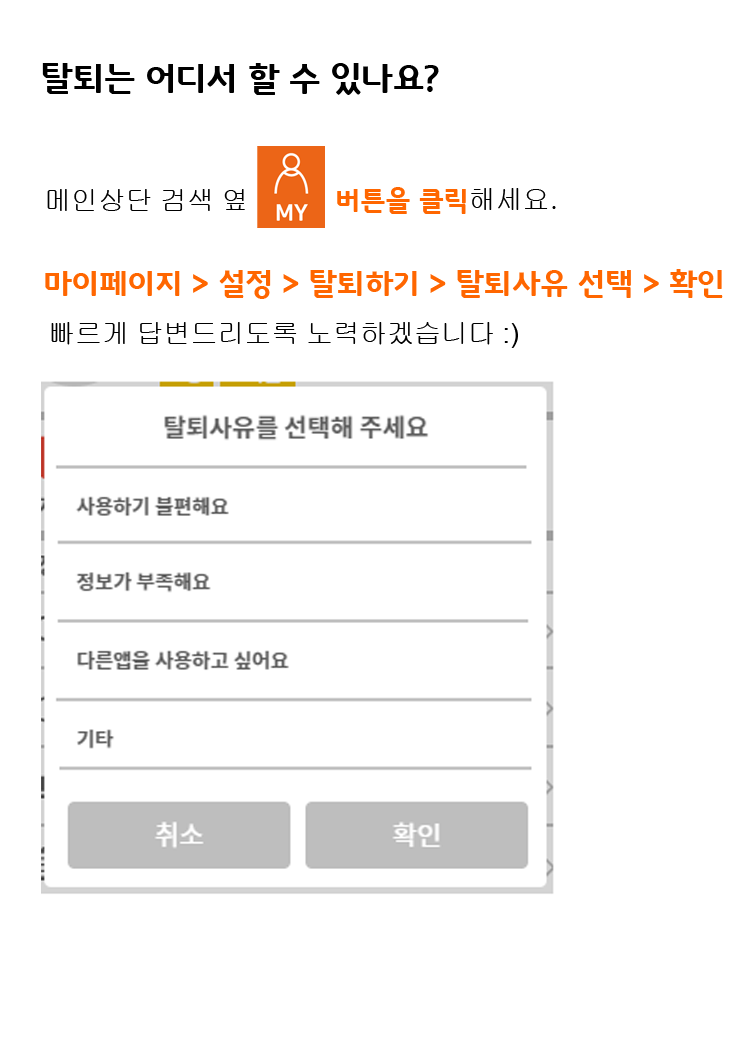 탈퇴는 어디서 할 수 있나요?
메인상단 검색 옆 MY 버튼을 클릭해세요.
마이페이지 > 설정 > 탈퇴하기 > 탈퇴사유 선택 > 확인
빠르게 답변드리도록 노력하겠습니다 :)
탈퇴사유를 선택해 주세요
사용하기 불편해요
정보가 부족해요
다른앱을 사용하고 싶어요
기타
취소 확인